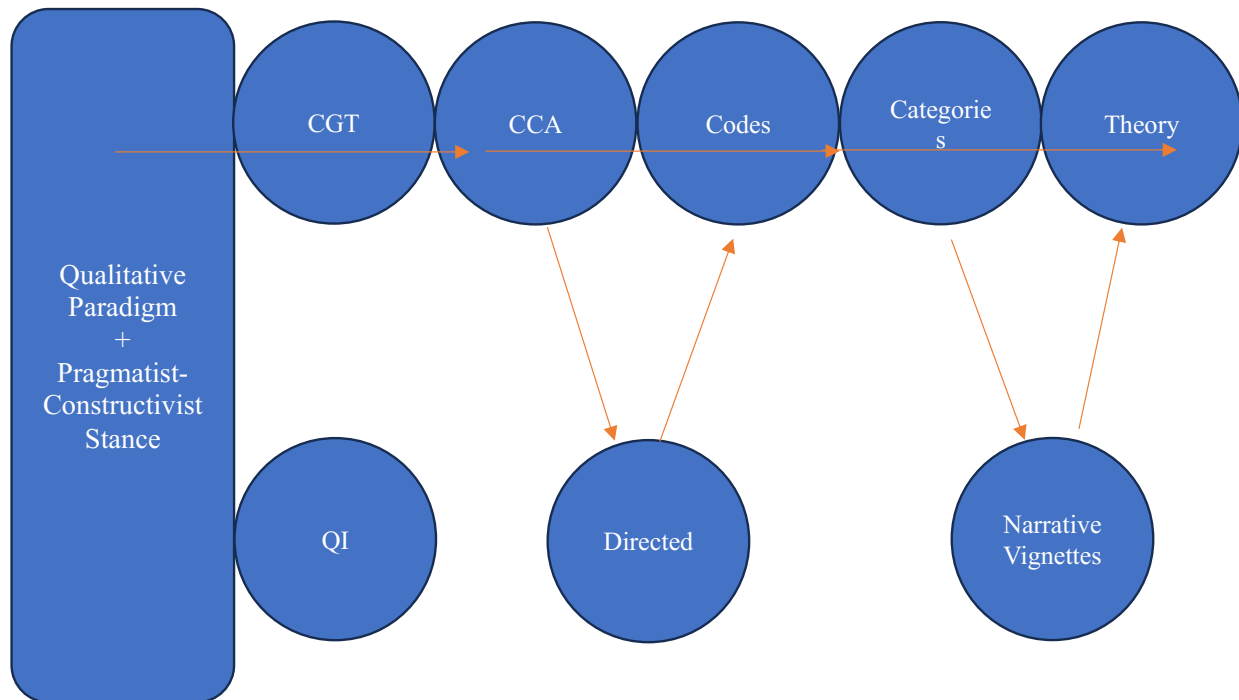 CGT
CCA
Codes
Categorie
s
Theory
Qualitative
Paradigm
+
Pragmatist-
Constructivist
Stance
QI
Directed
Narrative
Vignettes